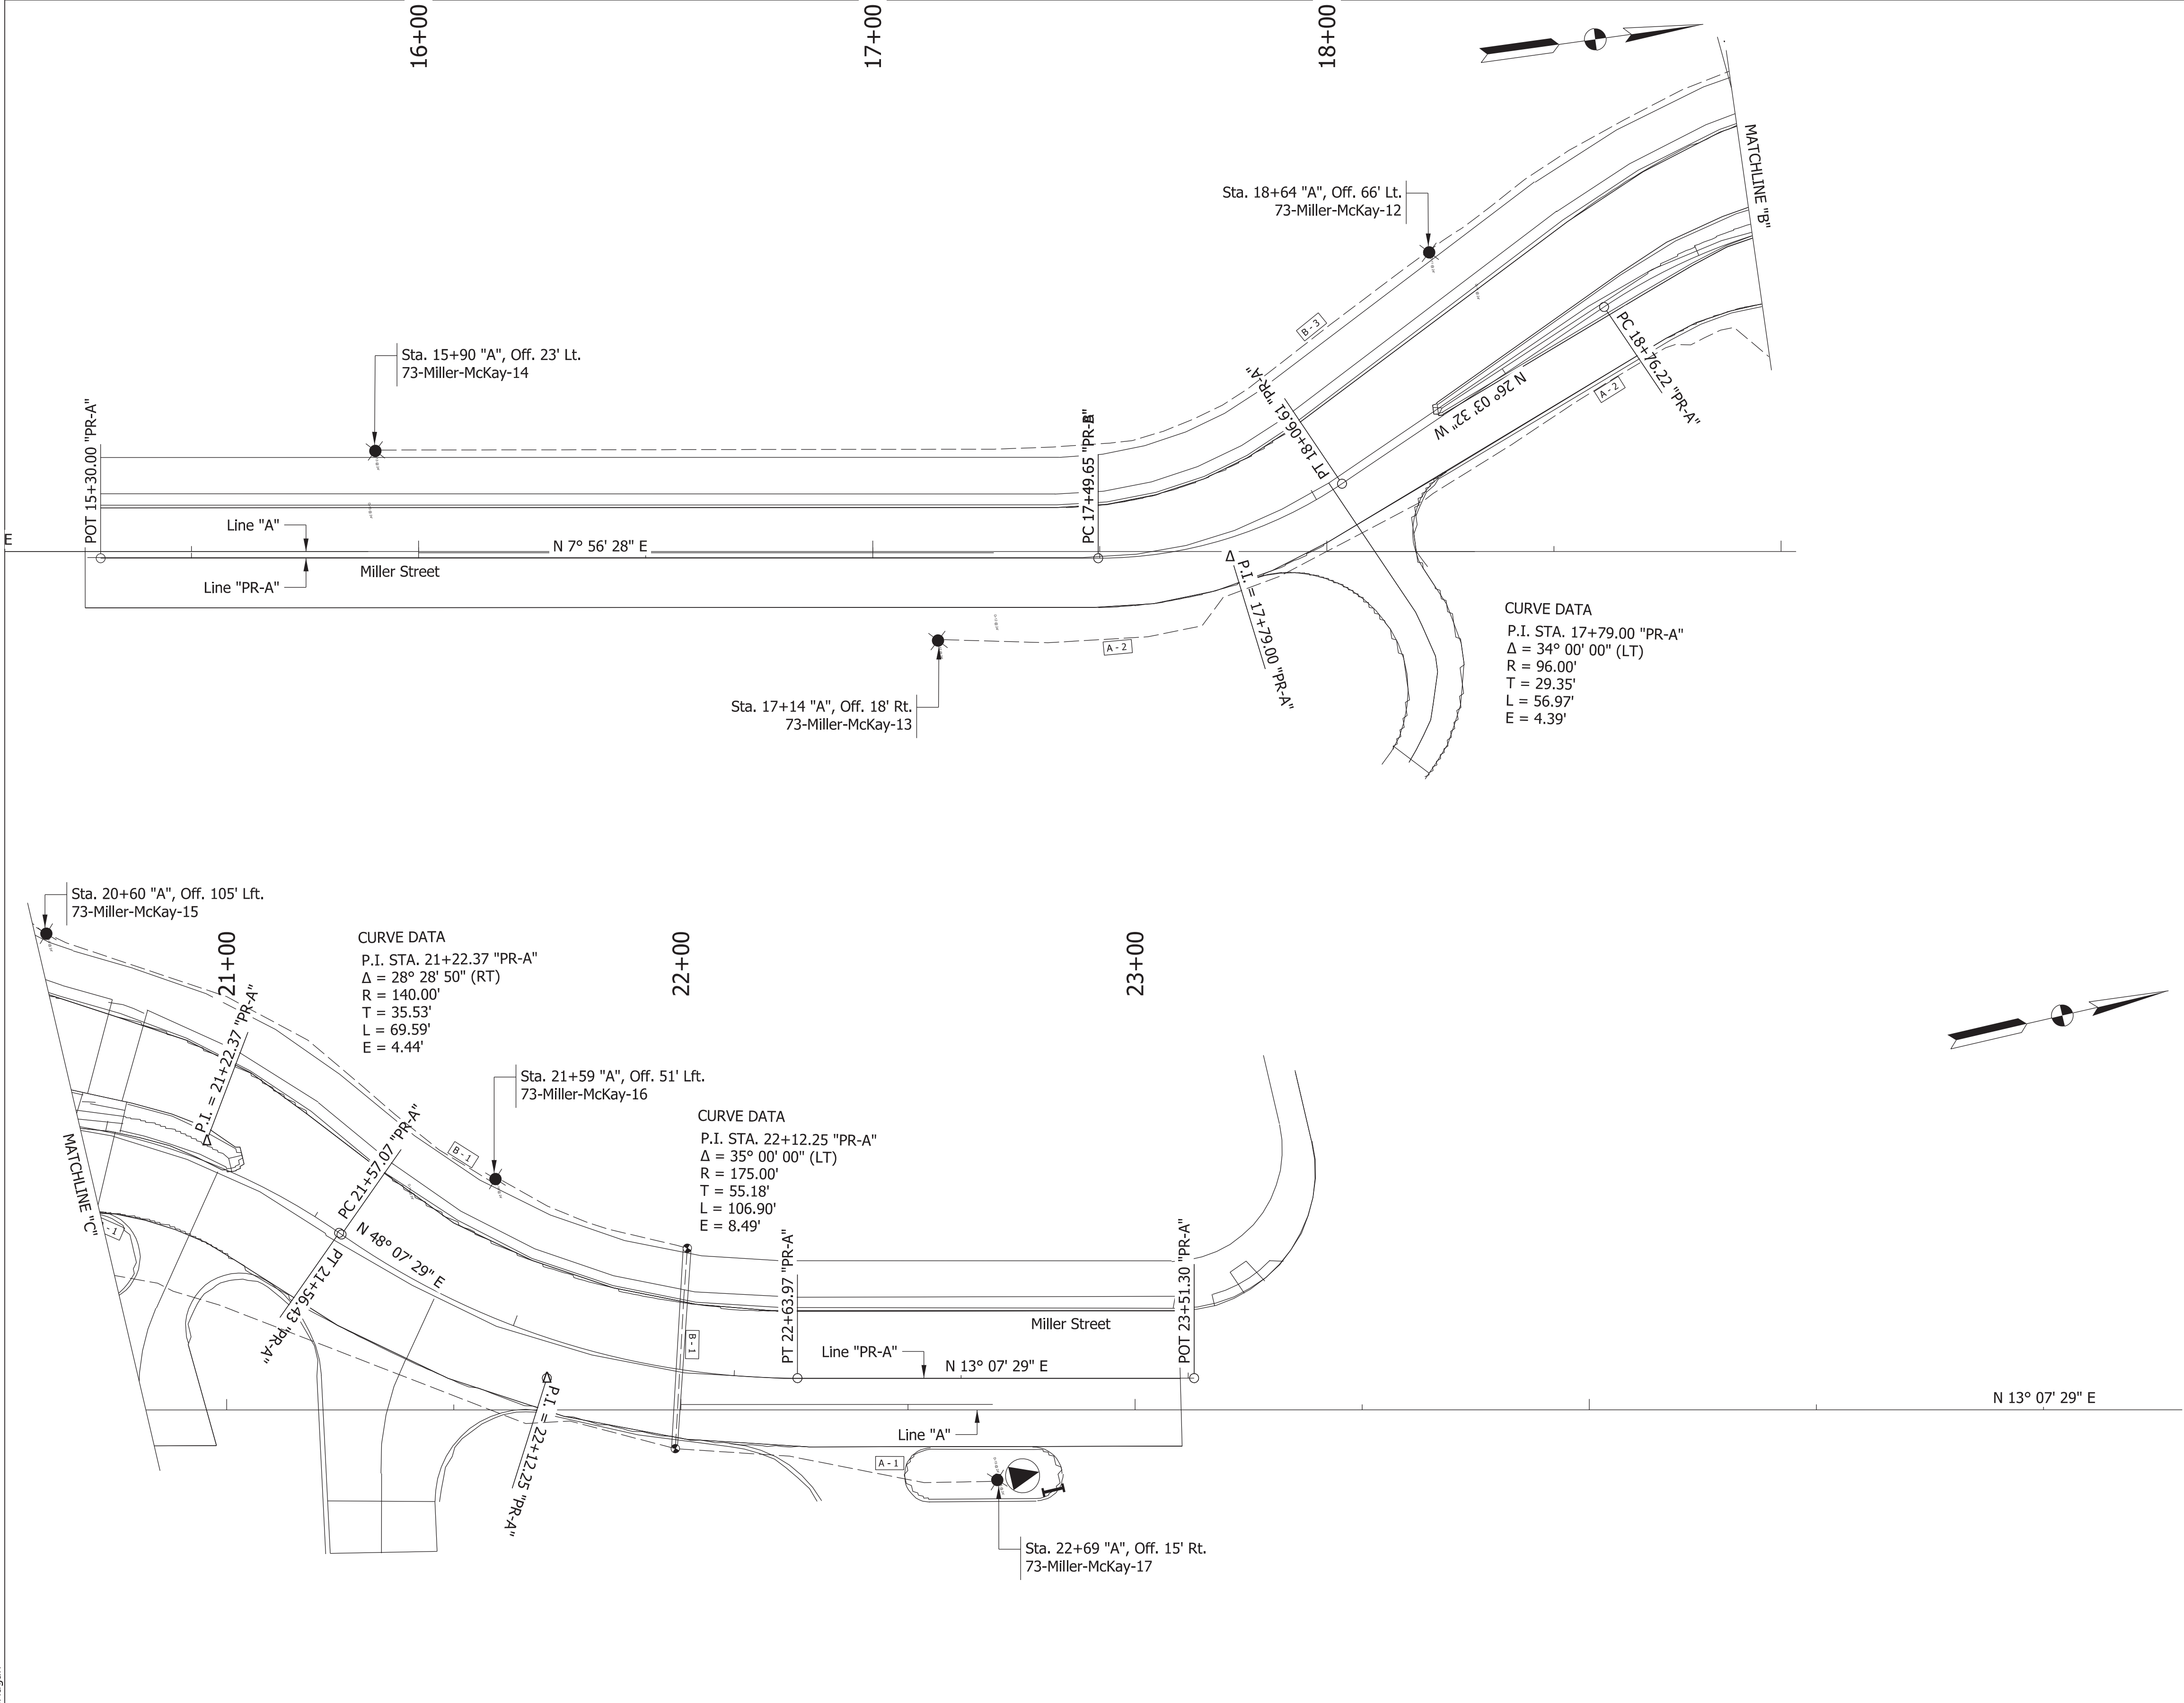 16+00
17+00
18+00
MATCHLINE "B"
Sta. 18+64 "A", Off. 66' Lt.
73-Miller-McKay-12
B - 3
PC 18+76.22 "PR-A"
Sta. 15+90 "A", Off. 23' Lt.
73-Miller-McKay-14
POT 15+30.00 "PR-A"
PC 17+49.65
PT 18+06.61 "PR-A"
N 26° 03' 32" W
A - 2
Line "A"
E
N 7° 56' 28" E
Miller Street
Line "PR-A"
P.I. = 17+79.00 "PR-A"
A - 2
Sta. 17+14 "A", Off. 18' Rt.
73-Miller-McKay-13
CURVE DATA
P.I. STA. 17+79.00 "PR-A"
Δ = 34° 00' 00" (LT)
R = 96.00'
T = 29.35'
L = 56.97'
E = 4.39'
Sta. 20+60 "A", Off. 105' Lft.
73-Miller-McKay-15
21+00
22+00
23+00
CURVE DATA
P.I. STA. 21+22.37 "PR-A"
Δ = 28° 28' 50" (RT)
R = 140.00'
T = 35.53'
L = 69.59'
E = 4.44'
P.I. = 21+22.37 "PR-A"
Sta. 21+59 "A", Off. 51' Lft.
73-Miller-McKay-16
CURVE DATA
P.I. STA. 22+12.25 "PR-A"
Δ = 35° 00' 00" (LT)
R = 175.00'
T = 55.18'
L = 106.90'
E = 8.49'
B - 1
MATCHLINE "C"
PC 21+57.07 "PR-A"
N 48° 07' 29" E
PT 21+56.43 "PR-A"
B - 1
PT 22+63.97 "PR-A"
POT 23+51.30 "PR-A"
Miller Street
Line "PR-A"
N 13° 07' 29" E
N 13° 07' 29" E
Line "A"
P.I. = 22+12.25 "PR-A"
A - 1
Sta. 22+69 "A", Off. 15' Rt.
73-Miller-McKay-17